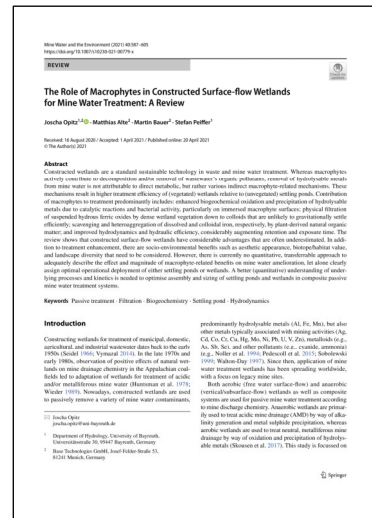 Mine Water and the Environment (2021) 40:587–605
https://doi.org/10.1007/s10230-021-00779-x
REVIEW
The Role of Macrophytes in Constructed Surface-flow Wetlands
for Mine Water Treatment: A Review
Joscha Opitz1,2 · Matthias Alte2 · Martin Bauer2 · Stefan Peiffer1
Received: 16 August 2020 / Accepted: 1 April 2021 / Published online: 20 April 2021
© The Author(s) 2021
Abstract
Constructed wetlands are a standard sustainable technology in waste and mine water treatment. Whereas macrophytes
actively contribute to decomposition and/or removal of wastewater's organic pollutants, removal of hydrolysable metals
from mine water is not attributable to direct metabolic, but rather various indirect macrophyte-related mechanisms. These
mechanisms result in higher treatment efficiency of (vegetated) wetlands relative to (unvegetated) settling ponds. Contribution
of macrophytes to treatment predominantly includes: enhanced biogeochemical oxidation and precipitation of hydrolysable
metals due to catalytic reactions and bacterial activity, particularly on immersed macrophyte surfaces; physical filtration
of suspended hydrous ferric oxides by dense wetland vegetation down to colloids that are unlikely to gravitationally settle
efficiently; scavenging and heteroaggregation of dissolved and colloidal iron, respectively, by plant-derived natural organic
matter; and improved hydrodynamics and hydraulic efficiency, considerably augmenting retention and exposure time. The
review shows that constructed surface-flow wetlands have considerable advantages that are often underestimated. In addi-
tion to treatment enhancement, there are socio-environmental benefits such as aesthetic appearance, biotope/habitat value,
and landscape diversity that need to be considered. However, there is currently no quantitative, transferable approach to
adequately describe the effect and magnitude of macrophyte-related benefits on mine water amelioration, let alone clearly
assign optimal operational deployment of either settling ponds or wetlands. A better (quantitative) understanding of under-
lying processes and kinetics is needed to optimise assembly and sizing of settling ponds and wetlands in composite passive
mine water treatment systems.
Keywords Passive treatment · Filtration · Biogeochemistry · Settling pond · Hydrodynamics
Introduction
Constructing wetlands for treatment of municipal, domestic,
agricultural, and industrial wastewater dates back to the early
1950s (Seidel 1966; Vymazal 2014). In the late 1970s and
early 1980s, observation of positive effects of natural wet-
lands on mine drainage chemistry in the Appalachian coal-
fields led to adaptation of wetlands for treatment of acidic
and/or metalliferous mine water (Huntsman et al. 1978;
Wieder 1989). Nowadays, constructed wetlands are used
to passively remove a variety of mine water contaminants,
Joscha Opitz
joscha.opitz@uni-bayreuth.de
1 Department of Hydrology, University of Bayreuth,
Universitätsstraße 30, 95447 Bayreuth, Germany
2 Base Technologies GmbH, Josef-Felder-Straße 53,
81241 Munich, Germany
predominantly hydrolysable metals (Al, Fe, Mn), but also
other metals typically associated with mining activities (Ag,
Cd, Co, Cr, Cu, Hg, Mo, Ni, Pb, U, V, Zn), metalloids (e.g.,
As, Sb, Se), and other pollutants (e.g., cyanide, ammonia)
(e.g., Noller et al. 1994; Pedescoll et al. 2015; Sobolewski
1999; Walton-Day 1997). Since then, application of mine
water treatment wetlands has been spreading worldwide,
with a focus on legacy mine sites.
Both aerobic (free water surface-flow) and anaerobic
(vertical/subsurface-flow) wetlands as well as composite
systems are used for passive mine water treatment according
to mine discharge chemistry. Anaerobic wetlands are primar-
ily used to treat acidic mine drainage (AMD) by way of alka-
linity generation and metal sulphide precipitation, whereas
aerobic wetlands are used to treat neutral, metalliferous mine
drainage by way of oxidation and precipitation of hydrolys-
able metals (Skousen et al. 2017). This study is focussed on
Springer